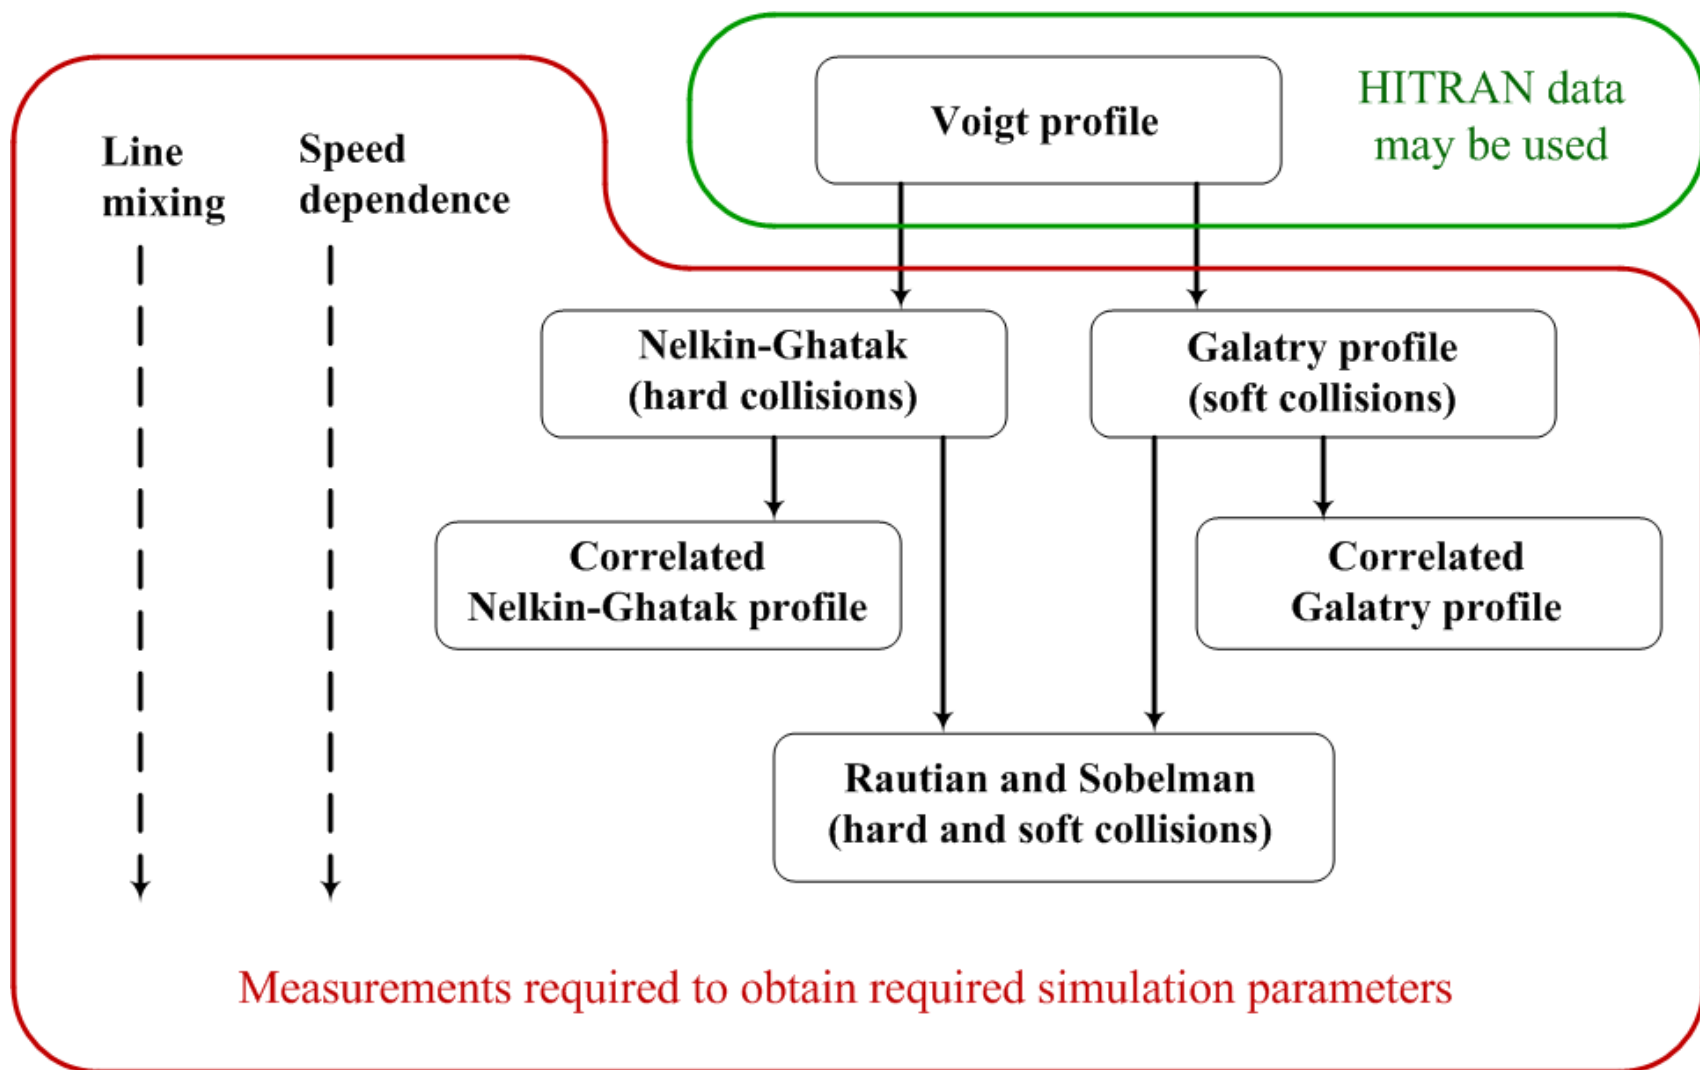 HITRAN data
may be used
Voigt profile
Line
mixing
Speed
dependence
Nelkin-Ghatak
(hard collisions)
Galatry profile
(soft collisions)
Correlated
Nelkin-Ghatak profile
Correlated
Galatry profile
Rautian and Sobelman
(hard and soft collisions)
Measurements required to obtain required simulation parameters